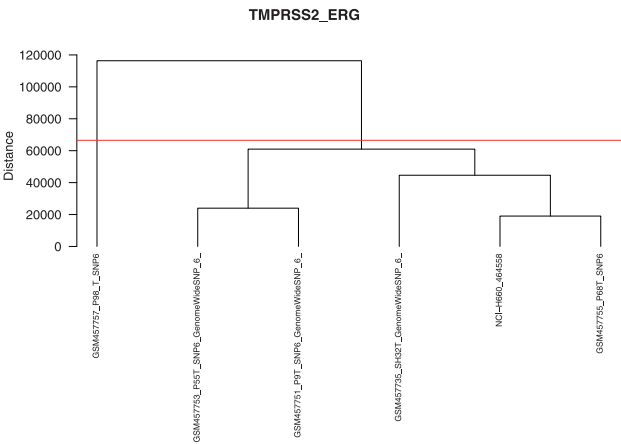 TMPRSS2_ERG
Distance
120000
100000
80000
60000
40000
20000
0
GSM457757_P98_T_SNP6
GSM457753_P55T_SNP6_GenomeWideSNP_6_
GSM457751_P9T_SNP6_GenomeWideSNP_6_
GSM457735_SH32T_GenomeWideSNP_6_
NCI–H660_464558
GSM457755_P68T_SNP6